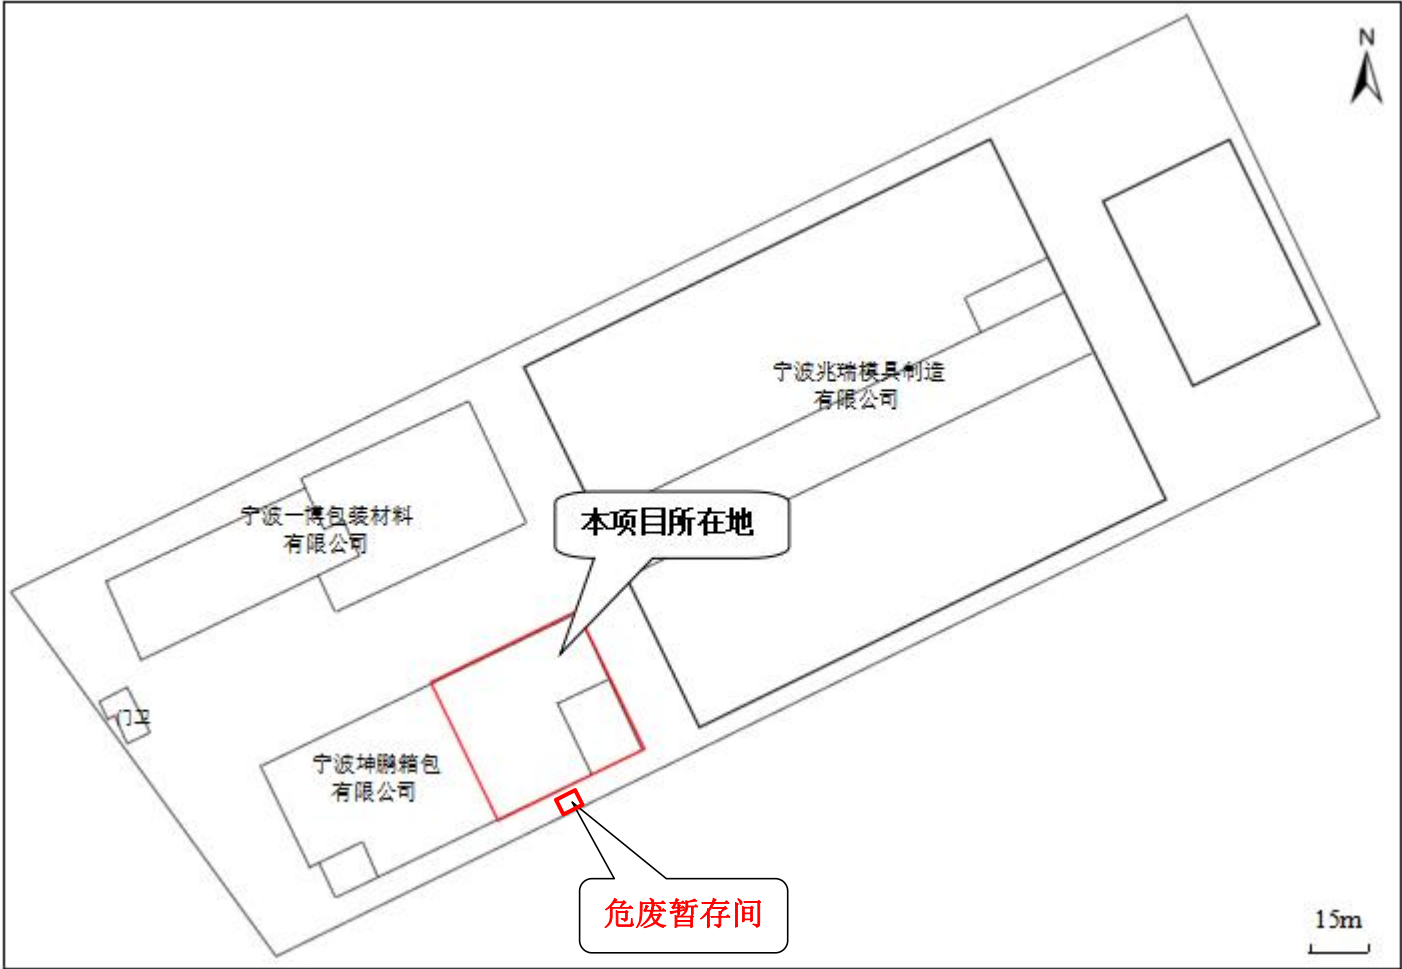 N
宁波兆瑞模具制造
有限公司
宁波一博包装材料
有限公司
本项目所在地
门卫
宁波坤鹏箱包
有限公司
危废暂存间
15m